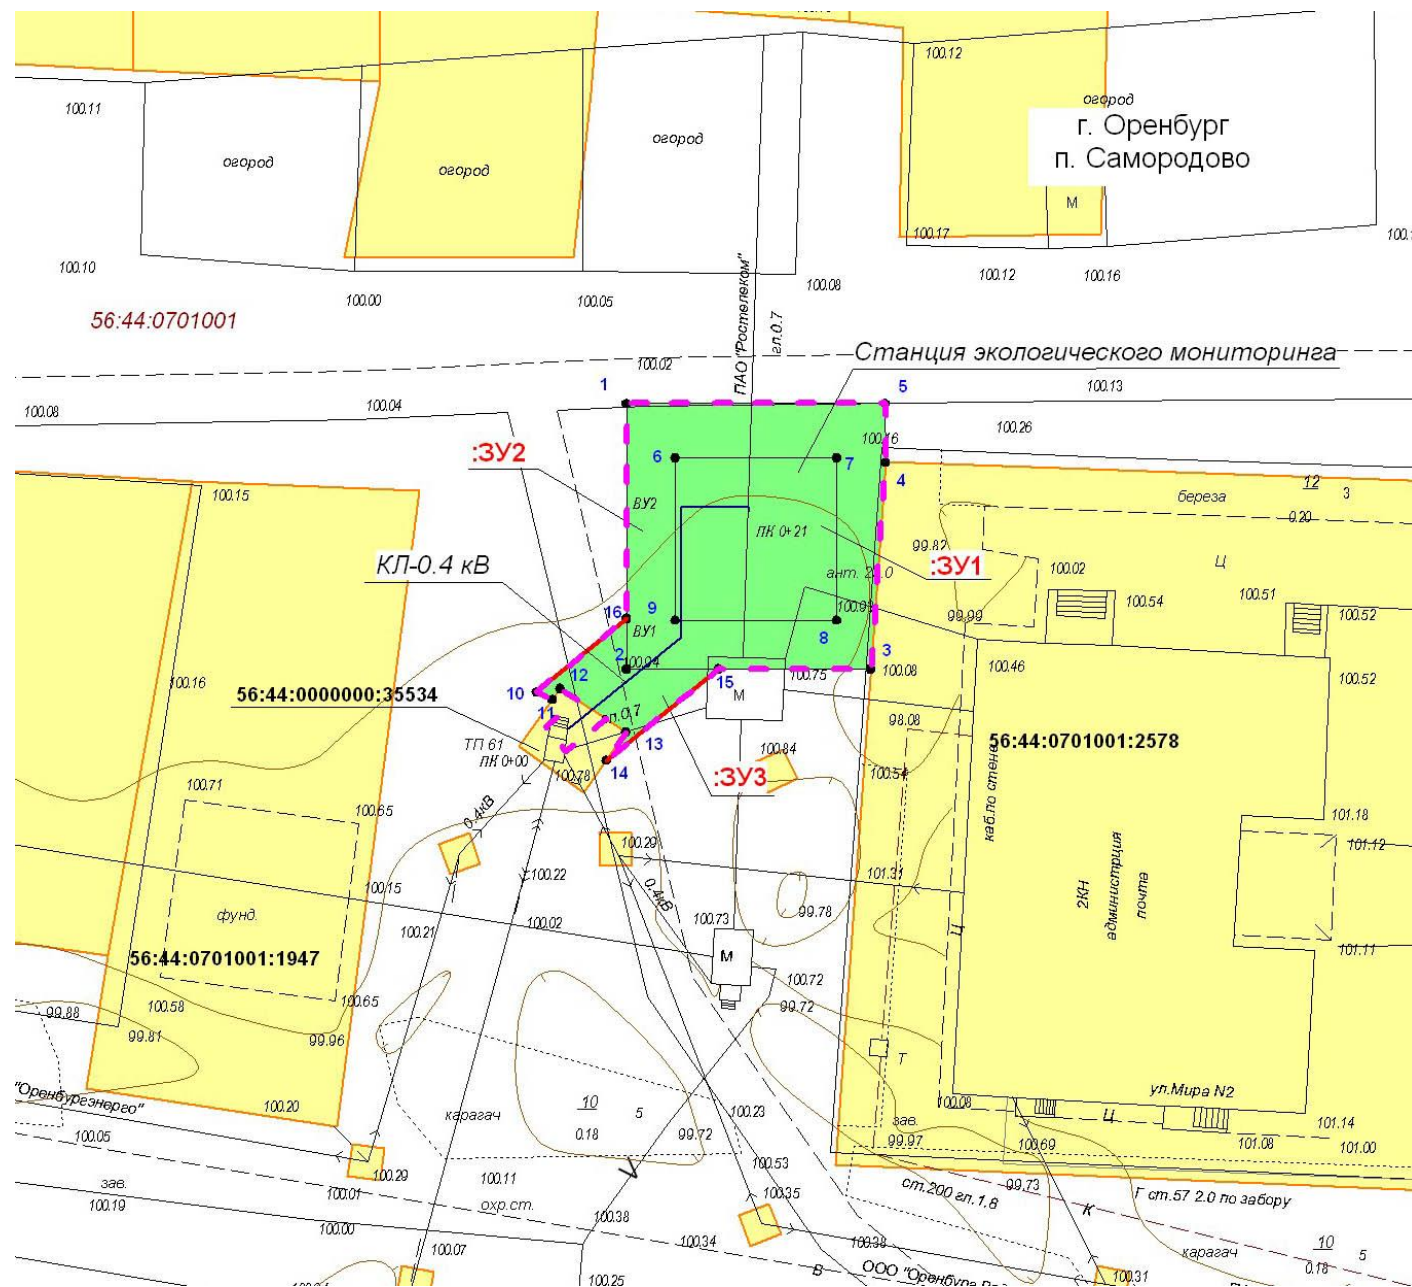 100.12
100.11
огород
огород
огород
огород
г. Оренбург
п. Самородово
М
100.17
100.10
100.00
100.05
100.08
100.12
100.16
56:44:0701001
ПАО "Ростелеком"
гл.0.7
100.02
Станция экологического мониторинга
1
5
100.13
100.08
100.04
100.26
100.16
:ЗУ2
6
7
4
100.15
ВУ2
ПК 0+21
береза
12
3
0.20
99.82
КЛ-0.4 кВ
:ЗУ1
100.02
Ц
100.54
100.51
100.52
99.99
16
9
ВУ1
8
3
2
100.08
100.46
100.52
100.16
10
12
15
100.75
М
56:44:0000000:35534
11
98.08
ТП 61
ПК 0+00
13
14
100.78
:ЗУ3
100.84
100.54
56:44:0701001:2578
каб.по стене
100.71
100.65
0.4кВ
101.18
101.12
100.29
100.15
100.22
0.4кВ
101.31
2КН
администрция
почта
фунд.
100.21
100.02
100.73
99.78
Ц
М
101.11
56:44:0701001:1947
100.58
100.65
100.72
99.72
99.88
99.81
99.96
Т
ул.Мира N2
"Оренбургэнерго"
100.20
карагач
10
5
0.18
99.72
100.23
зав.
99.97
100.08
100.69
Ц
101.08
101.14
101.00
100.05
100.29
100.01
100.11
100.53
зав.
100.19
охр.ст.
100.35
ст.200 гл.1.8
99.73
Г ст.57 2.0 по забору
К
100.00
100.38
100.34
100.38
карагач
10
5
0.18
100.07
100.25
В
100.31